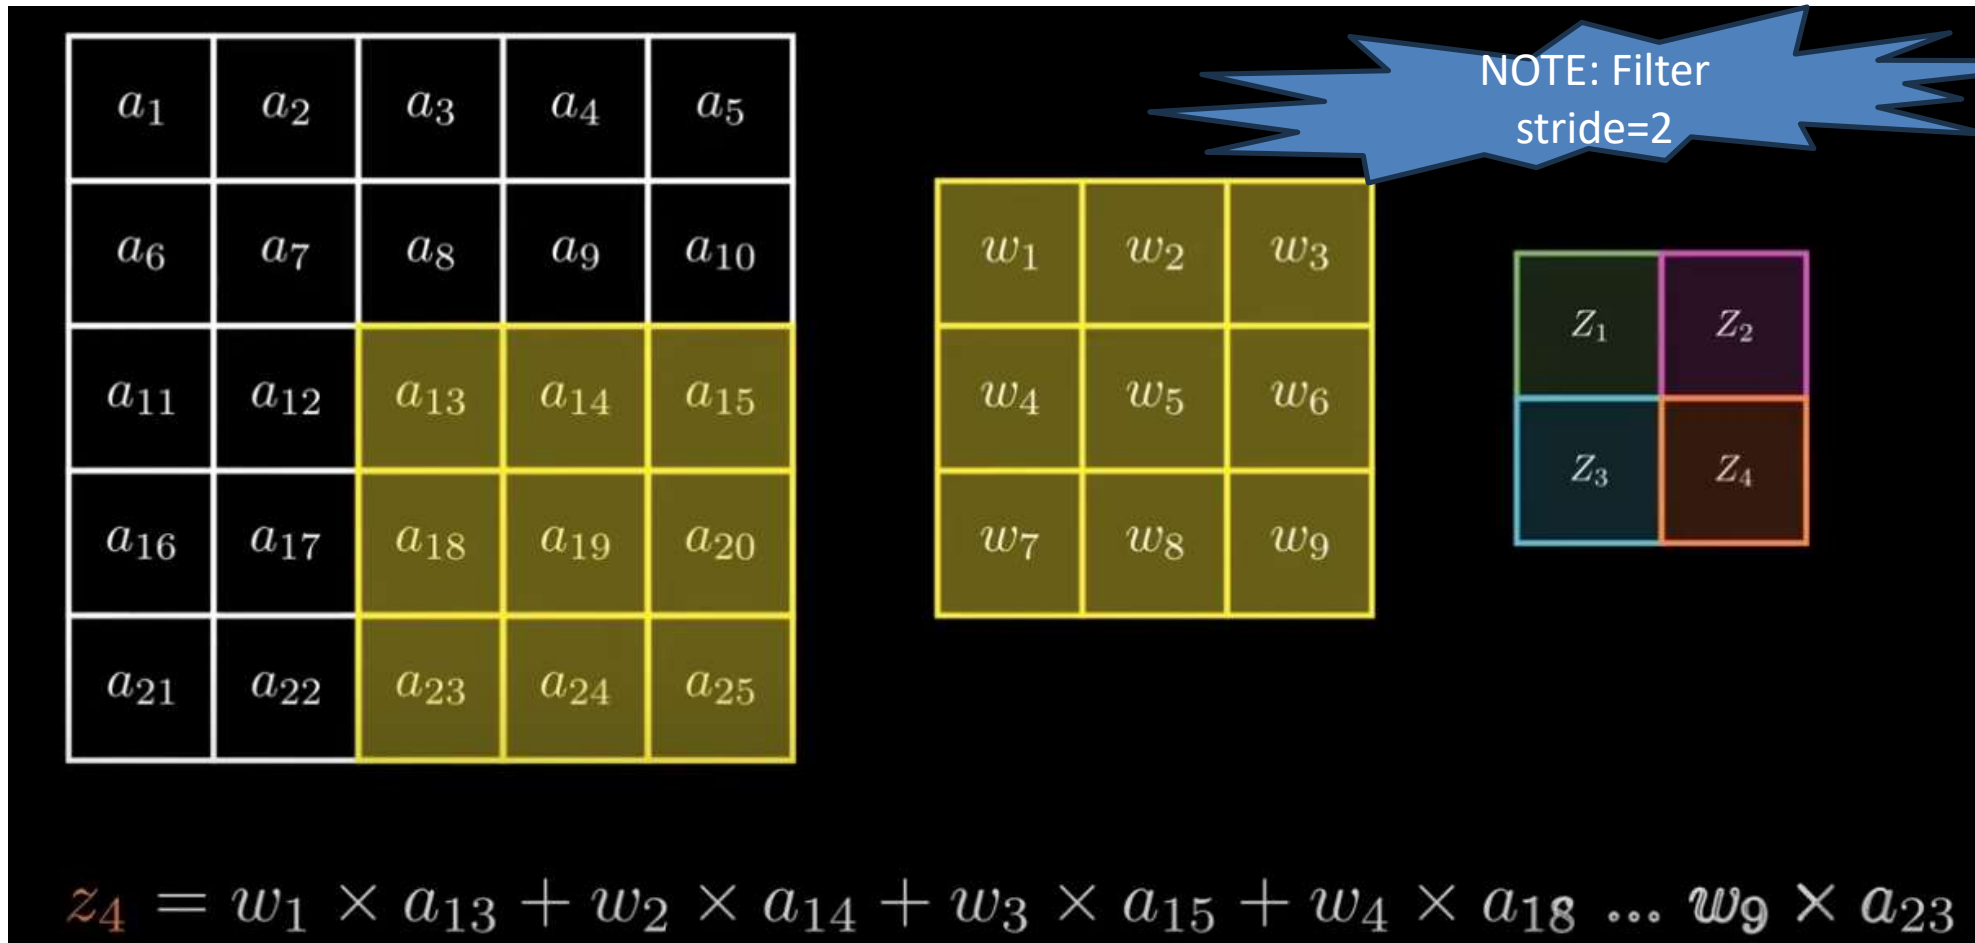 NOTE: Filter
stride=2
a₁ a₂ a₃ a₄ a₅
a₆ a₇ a₈ a₉ a₁₀
a₁₁ a₁₂ a₁₃ a₁₄ a₁₅
a₁₆ a₁₇ a₁₈ a₁₉ a₂₀
a₂₁ a₂₂ a₂₃ a₂₄ a₂₅
w₁ w₂ w₃
w₄ w₅ w₆
w₇ w₈ w₉
Z₁ Z₂
Z₃ Z₄
z₄ = w₁ × a₁₃ + w₂ × a₁₄ + w₃ × a₁₅ + w₄ × a₁₈ ... w₉ × a₂₃